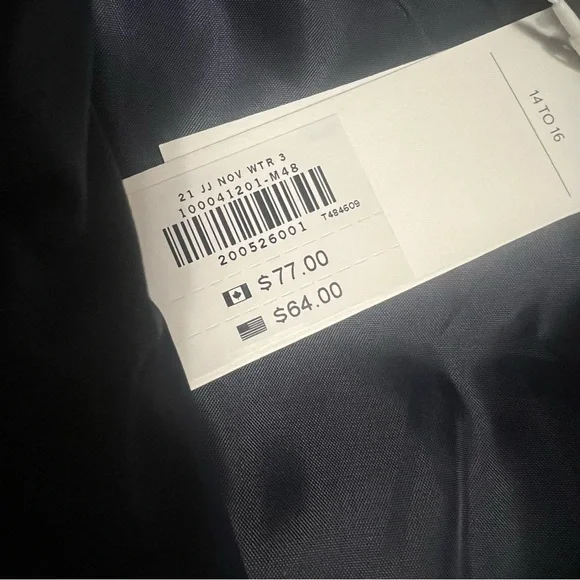 21 JJ NOV WTR 3
100041201-M48
T484609
200526001
$77.00
$64.00
14 TO 16